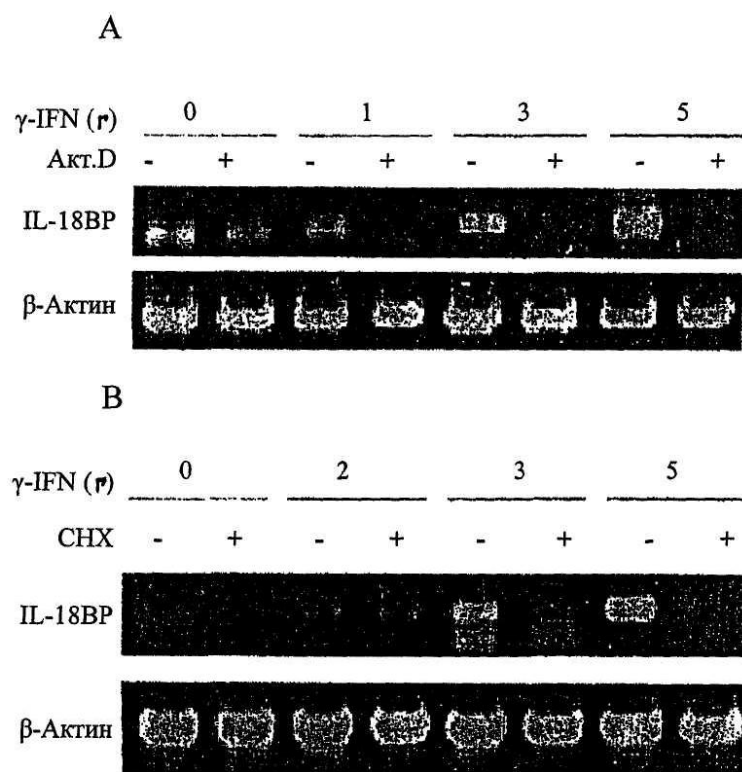 A
γ-IFN (г) 0 1 3 5
Акт.D - + - + - + - +
IL-18BP
β-Актин
B
γ-IFN (г) 0 2 3 5
CHX - + - + - + - +
IL-18BP
β-Актин